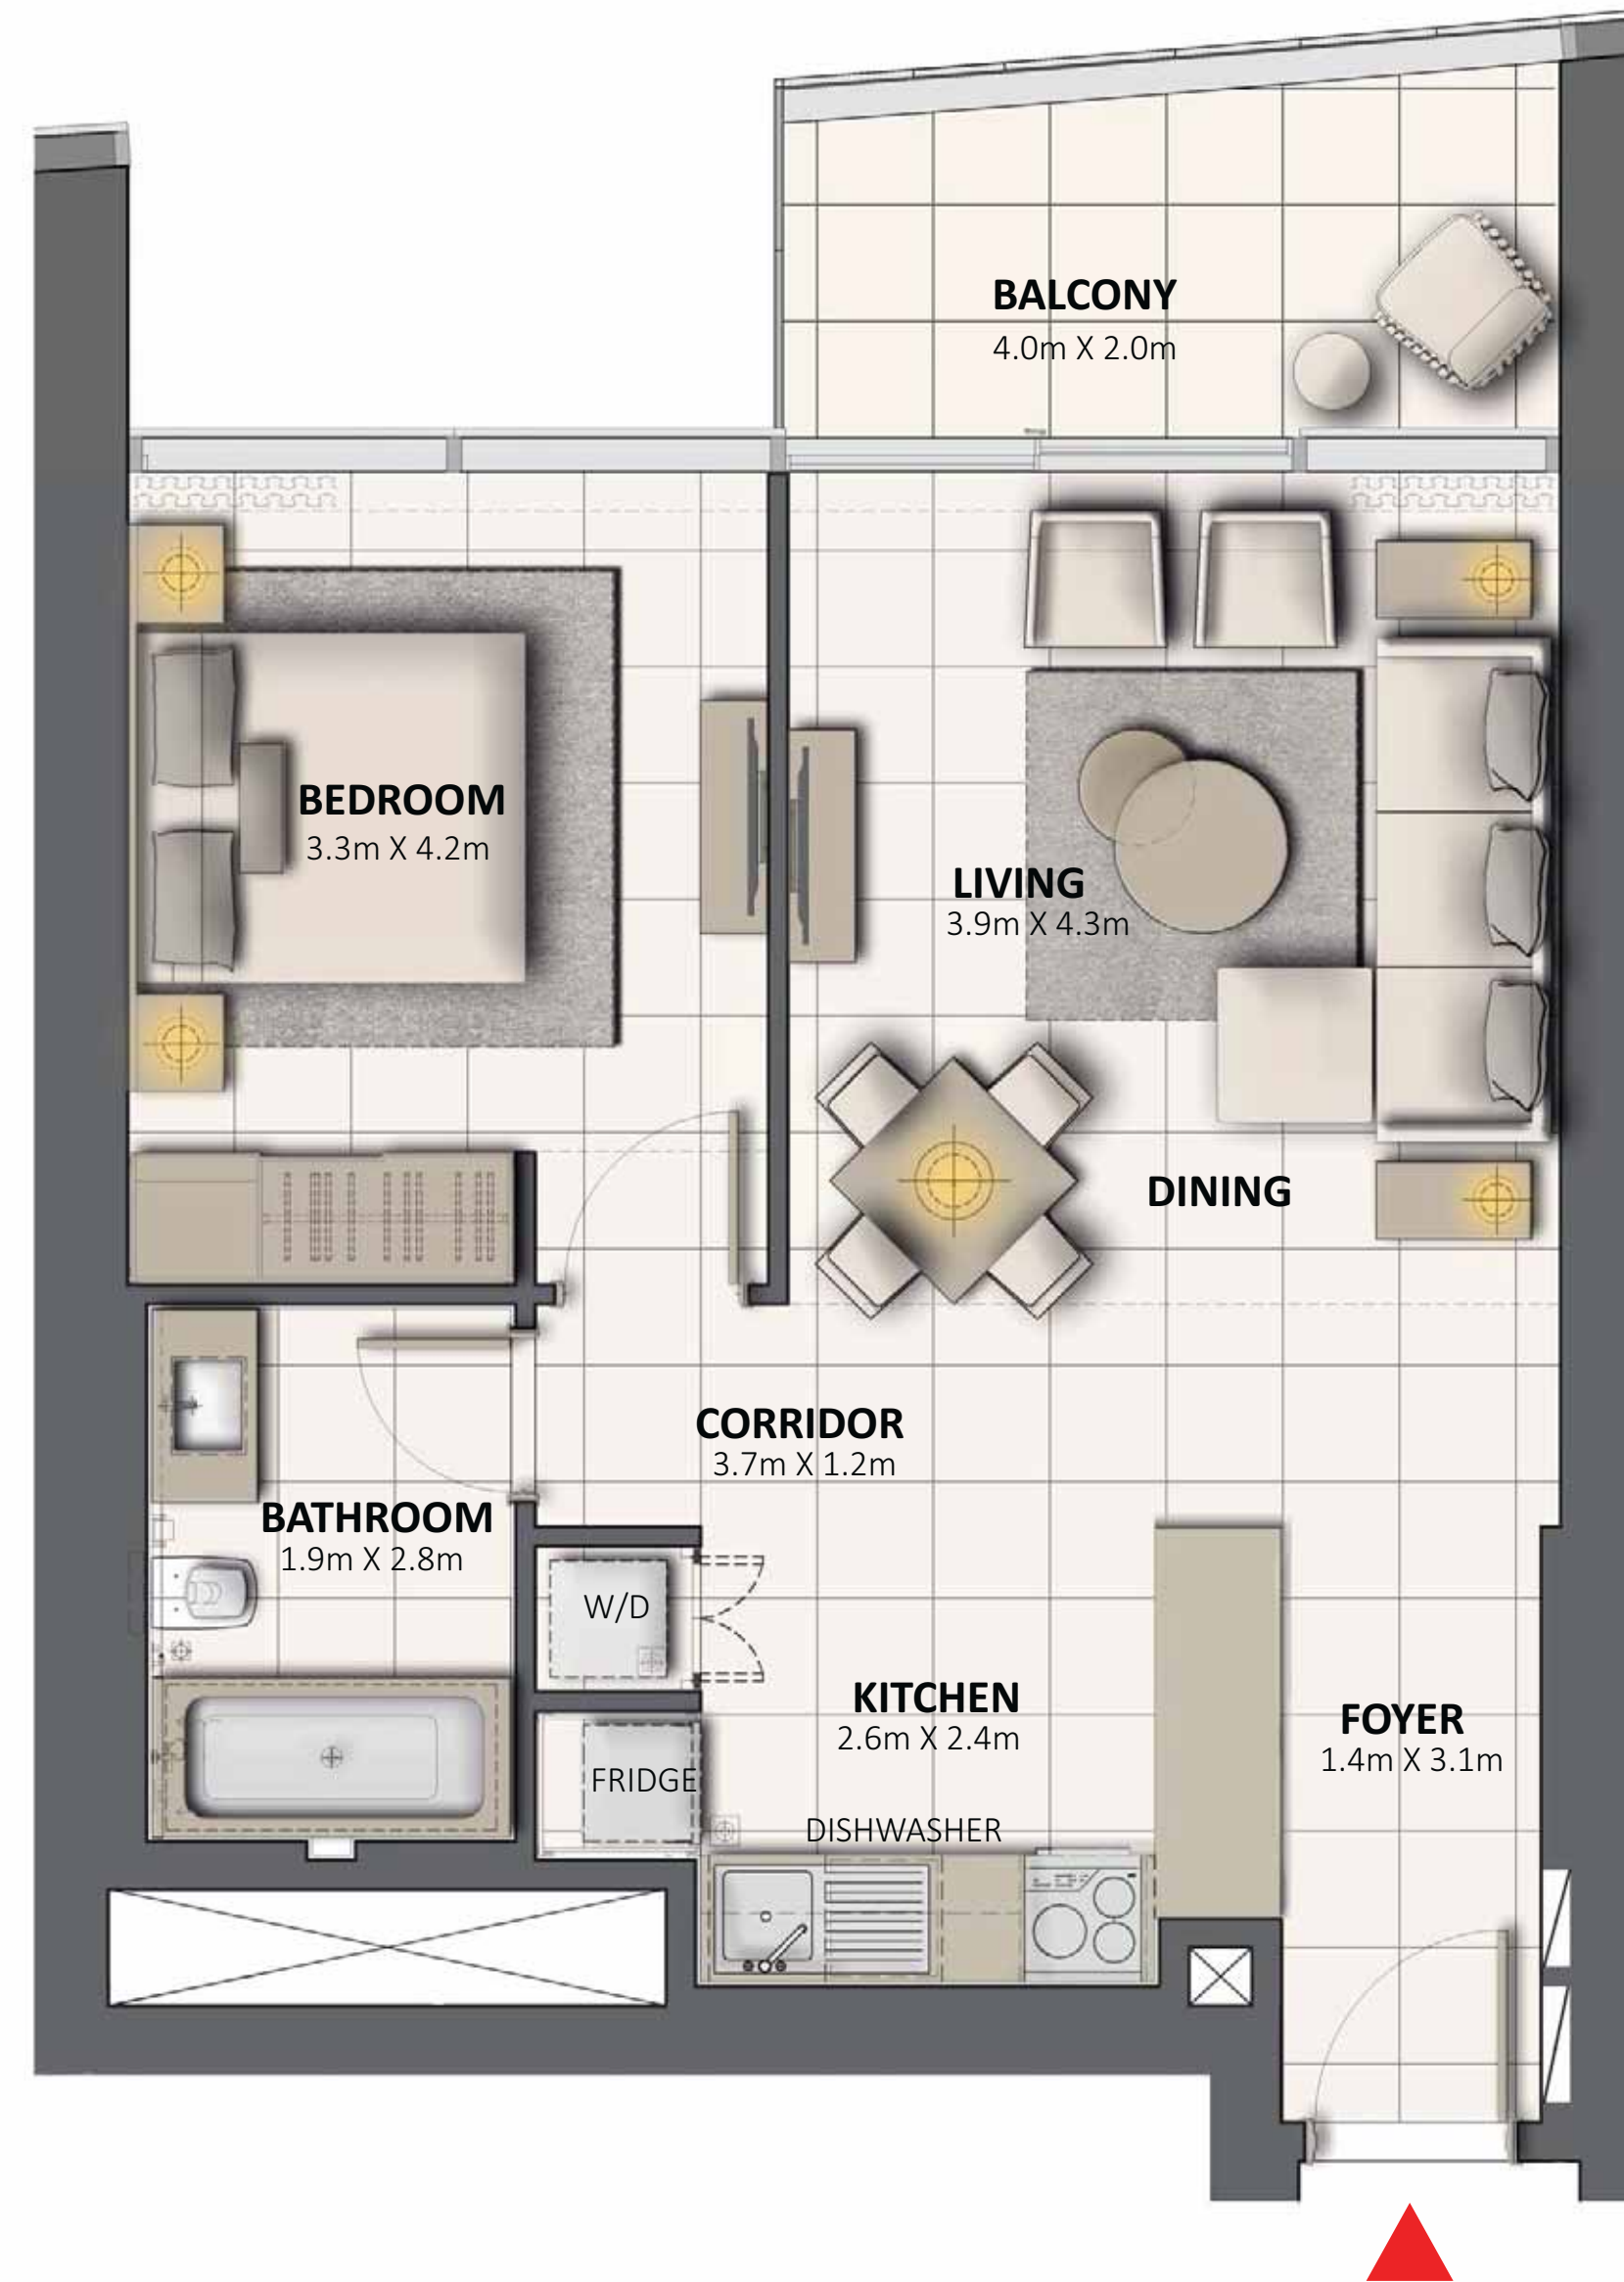 BALCONY
4.0m X 2.0m
BEDROOM
3.3m X 4.2m
LIVING
3.9m X 4.3m
DINING
CORRIDOR
3.7m X 1.2m
BATHROOM
1.9m X 2.8m
W/D
KITCHEN
2.6m X 2.4m
FOYER
1.4m X 3.1m
FRIDGE
DISHWASHER